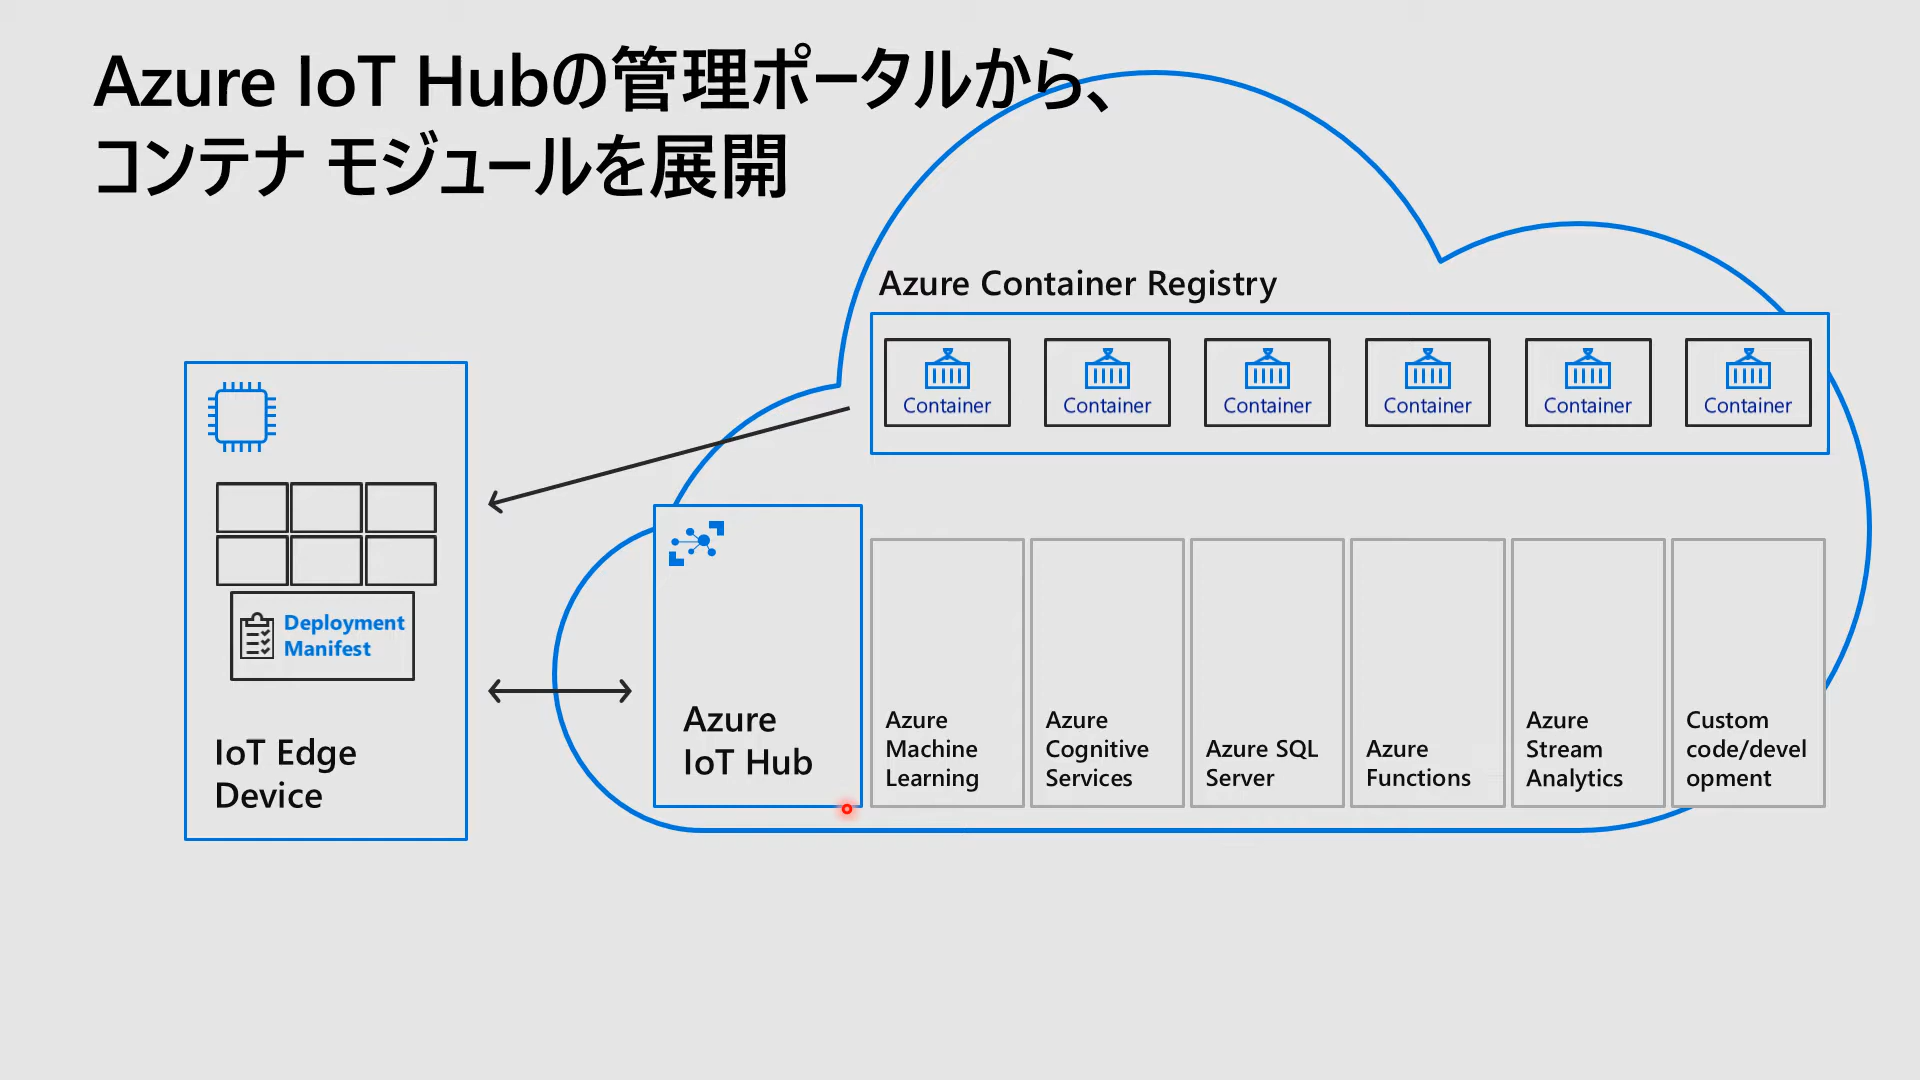 Azure IoT Hubの管理ポータルから、
コンテナ モジュールを展開
Azure Container Registry
Container
Container
Container
Container
Container
Container
Deployment
Manifest
IoT Edge
Device
Azure
IoT Hub
Azure
Machine
Learning
Azure
Cognitive
Services
Azure SQL
Server
Azure
Functions
Azure
Stream
Analytics
Custom
code/devel
opment